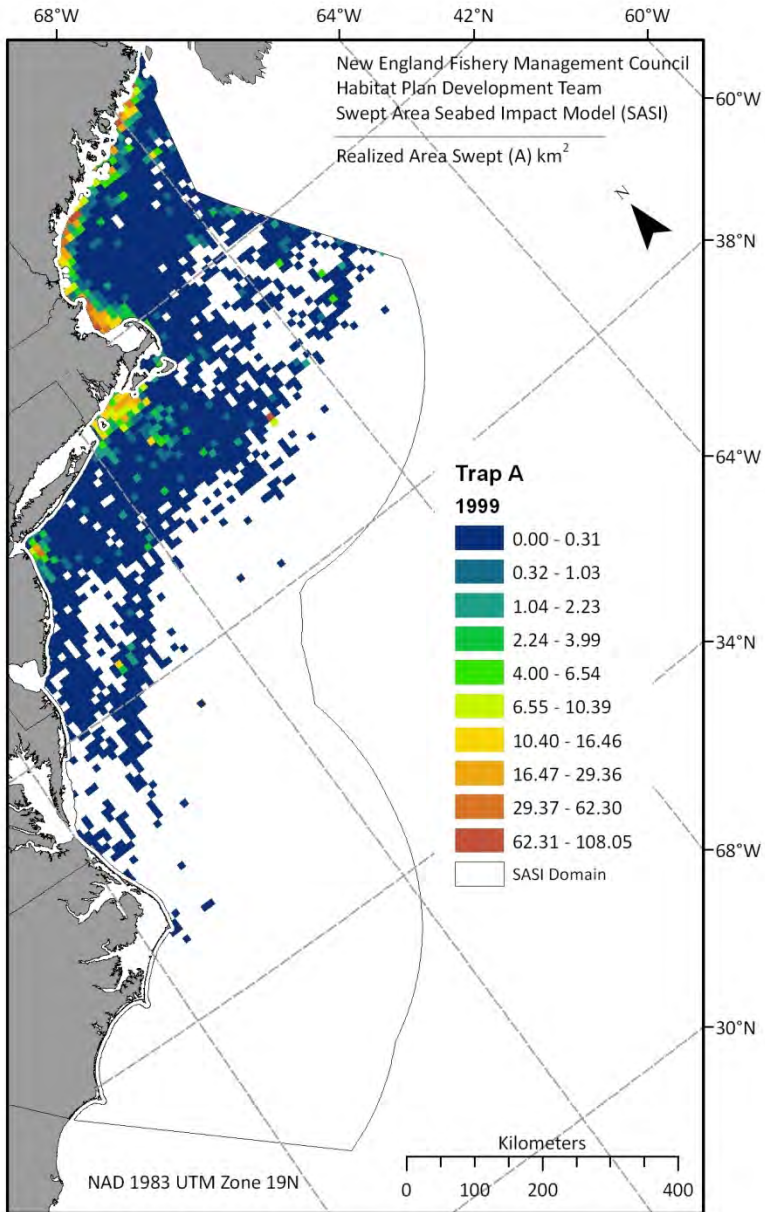 68°W 64°W 42°N 60°W
New England Fishery Management Council
Habitat Plan Development Team
Swept Area Seabed Impact Model (SASI)
Realized Area Swept (A) km²
60°W
N
38°N
64°W
Trap A
1999
0.00 - 0.31
0.32 - 1.03
1.04 - 2.23
2.24 - 3.99
4.00 - 6.54
6.55 - 10.39
10.40 - 16.46
16.47 - 29.36
29.37 - 62.30
62.31 - 108.05
SASI Domain
34°N
68°W
30°N
Kilometers
0 100 200 400
NAD 1983 UTM Zone 19N